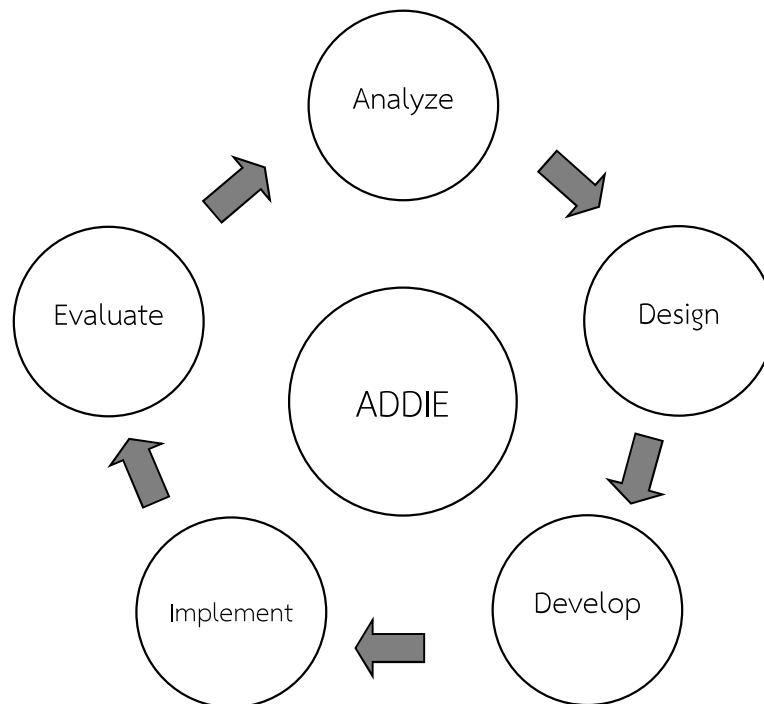 Analyze
Design
Develop
Implement
Evaluate
ADDIE